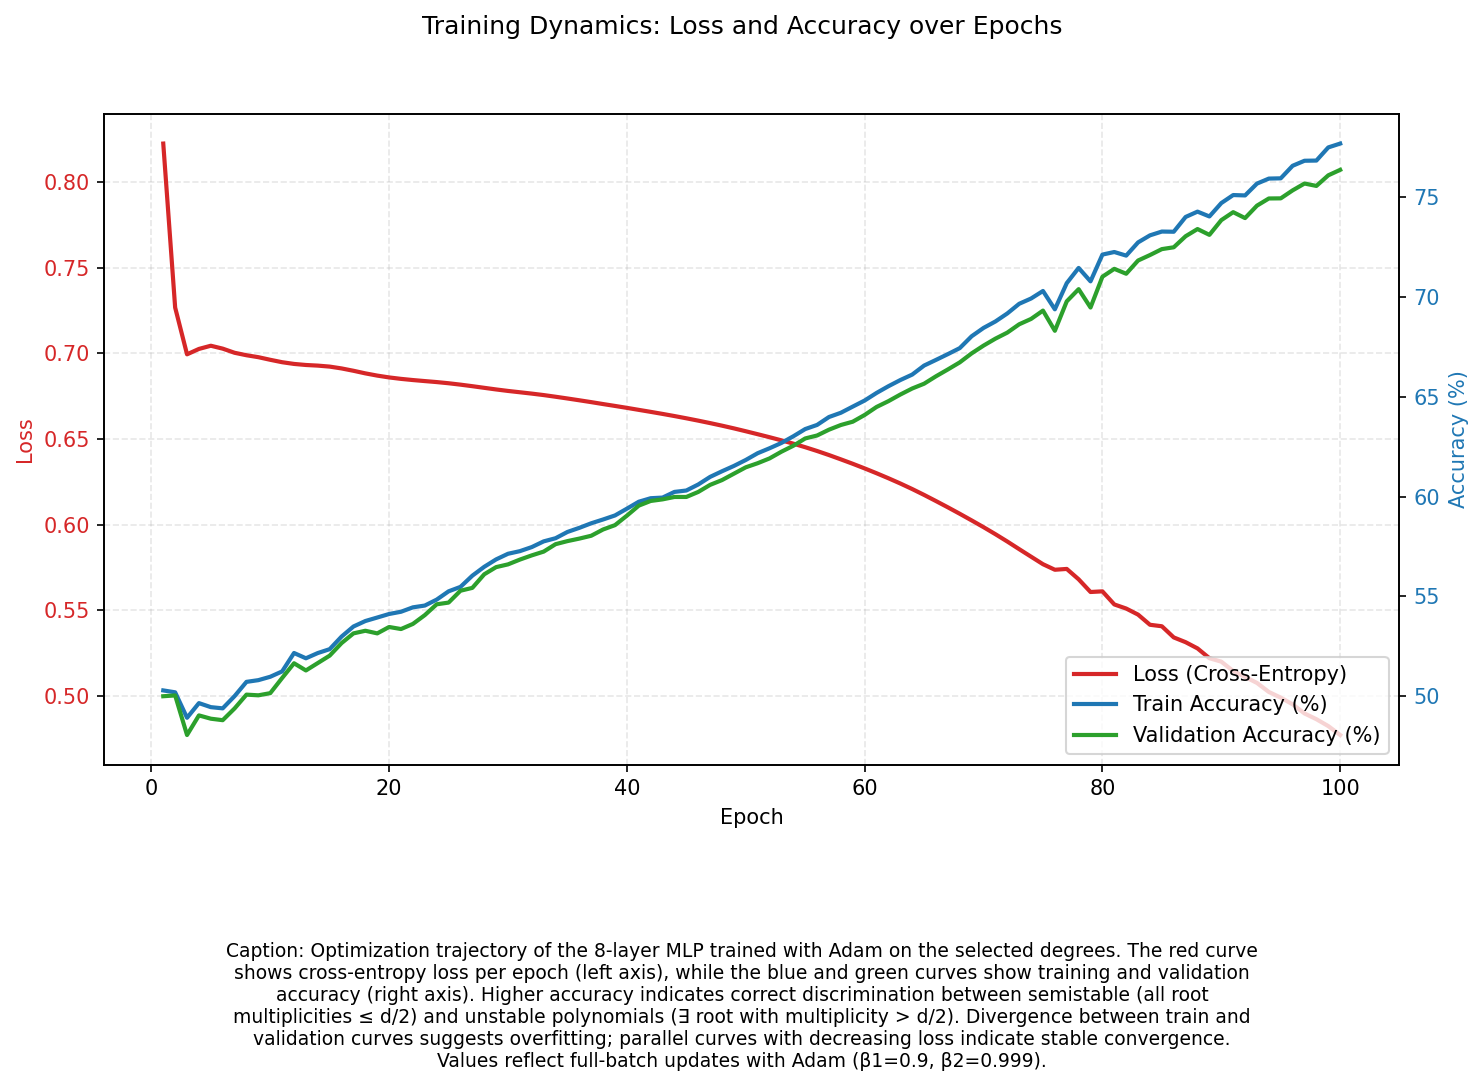 Training Dynamics: Loss and Accuracy over Epochs
0.80
0.75
0.70
0.65
0.60
0.55
0.50
Loss
75
70
65
60
55
50
Accuracy (%)
Loss (Cross-Entropy)
Train Accuracy (%)
Validation Accuracy (%)
0 20 40 60 80 100
Epoch
Caption: Optimization trajectory of the 8-layer MLP trained with Adam on the selected degrees. The red curve
shows cross-entropy loss per epoch (left axis), while the blue and green curves show training and validation
accuracy (right axis). Higher accuracy indicates correct discrimination between semistable (all root
multiplicities ≤ d/2) and unstable polynomials (∃ root with multiplicity > d/2). Divergence between train and
validation curves suggests overfitting; parallel curves with decreasing loss indicate stable convergence.
Values reflect full-batch updates with Adam (β1=0.9, β2=0.999).